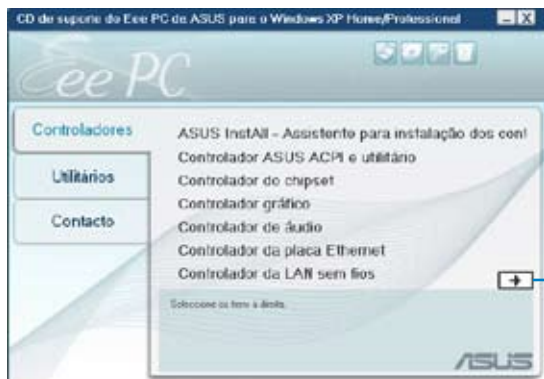 CD de suporte do Eee PC da ASUS para o Windows XP Home/Professional
Eee PC
Controladores
Utilitários
Contacto
ASUS InstAll - Assistente para instalação dos cont
Controlador ASUS ACPI e utilitário
Controlador do chipset
Controlador gráfico
Controlador de áudio
Controlador da placa Ethernet
Controlador da LAN sem fios
Seleccione os itens à direita.
ASUS